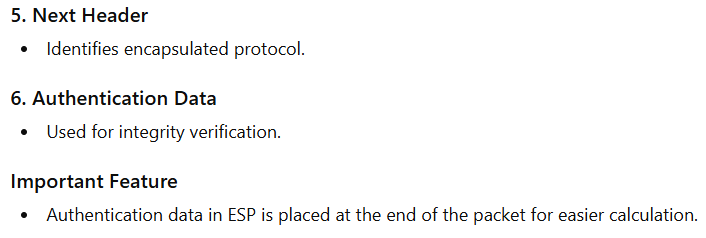 5. Next Header
• Identifies encapsulated protocol.
6. Authentication Data
• Used for integrity verification.
Important Feature
• Authentication data in ESP is placed at the end of the packet for easier calculation.